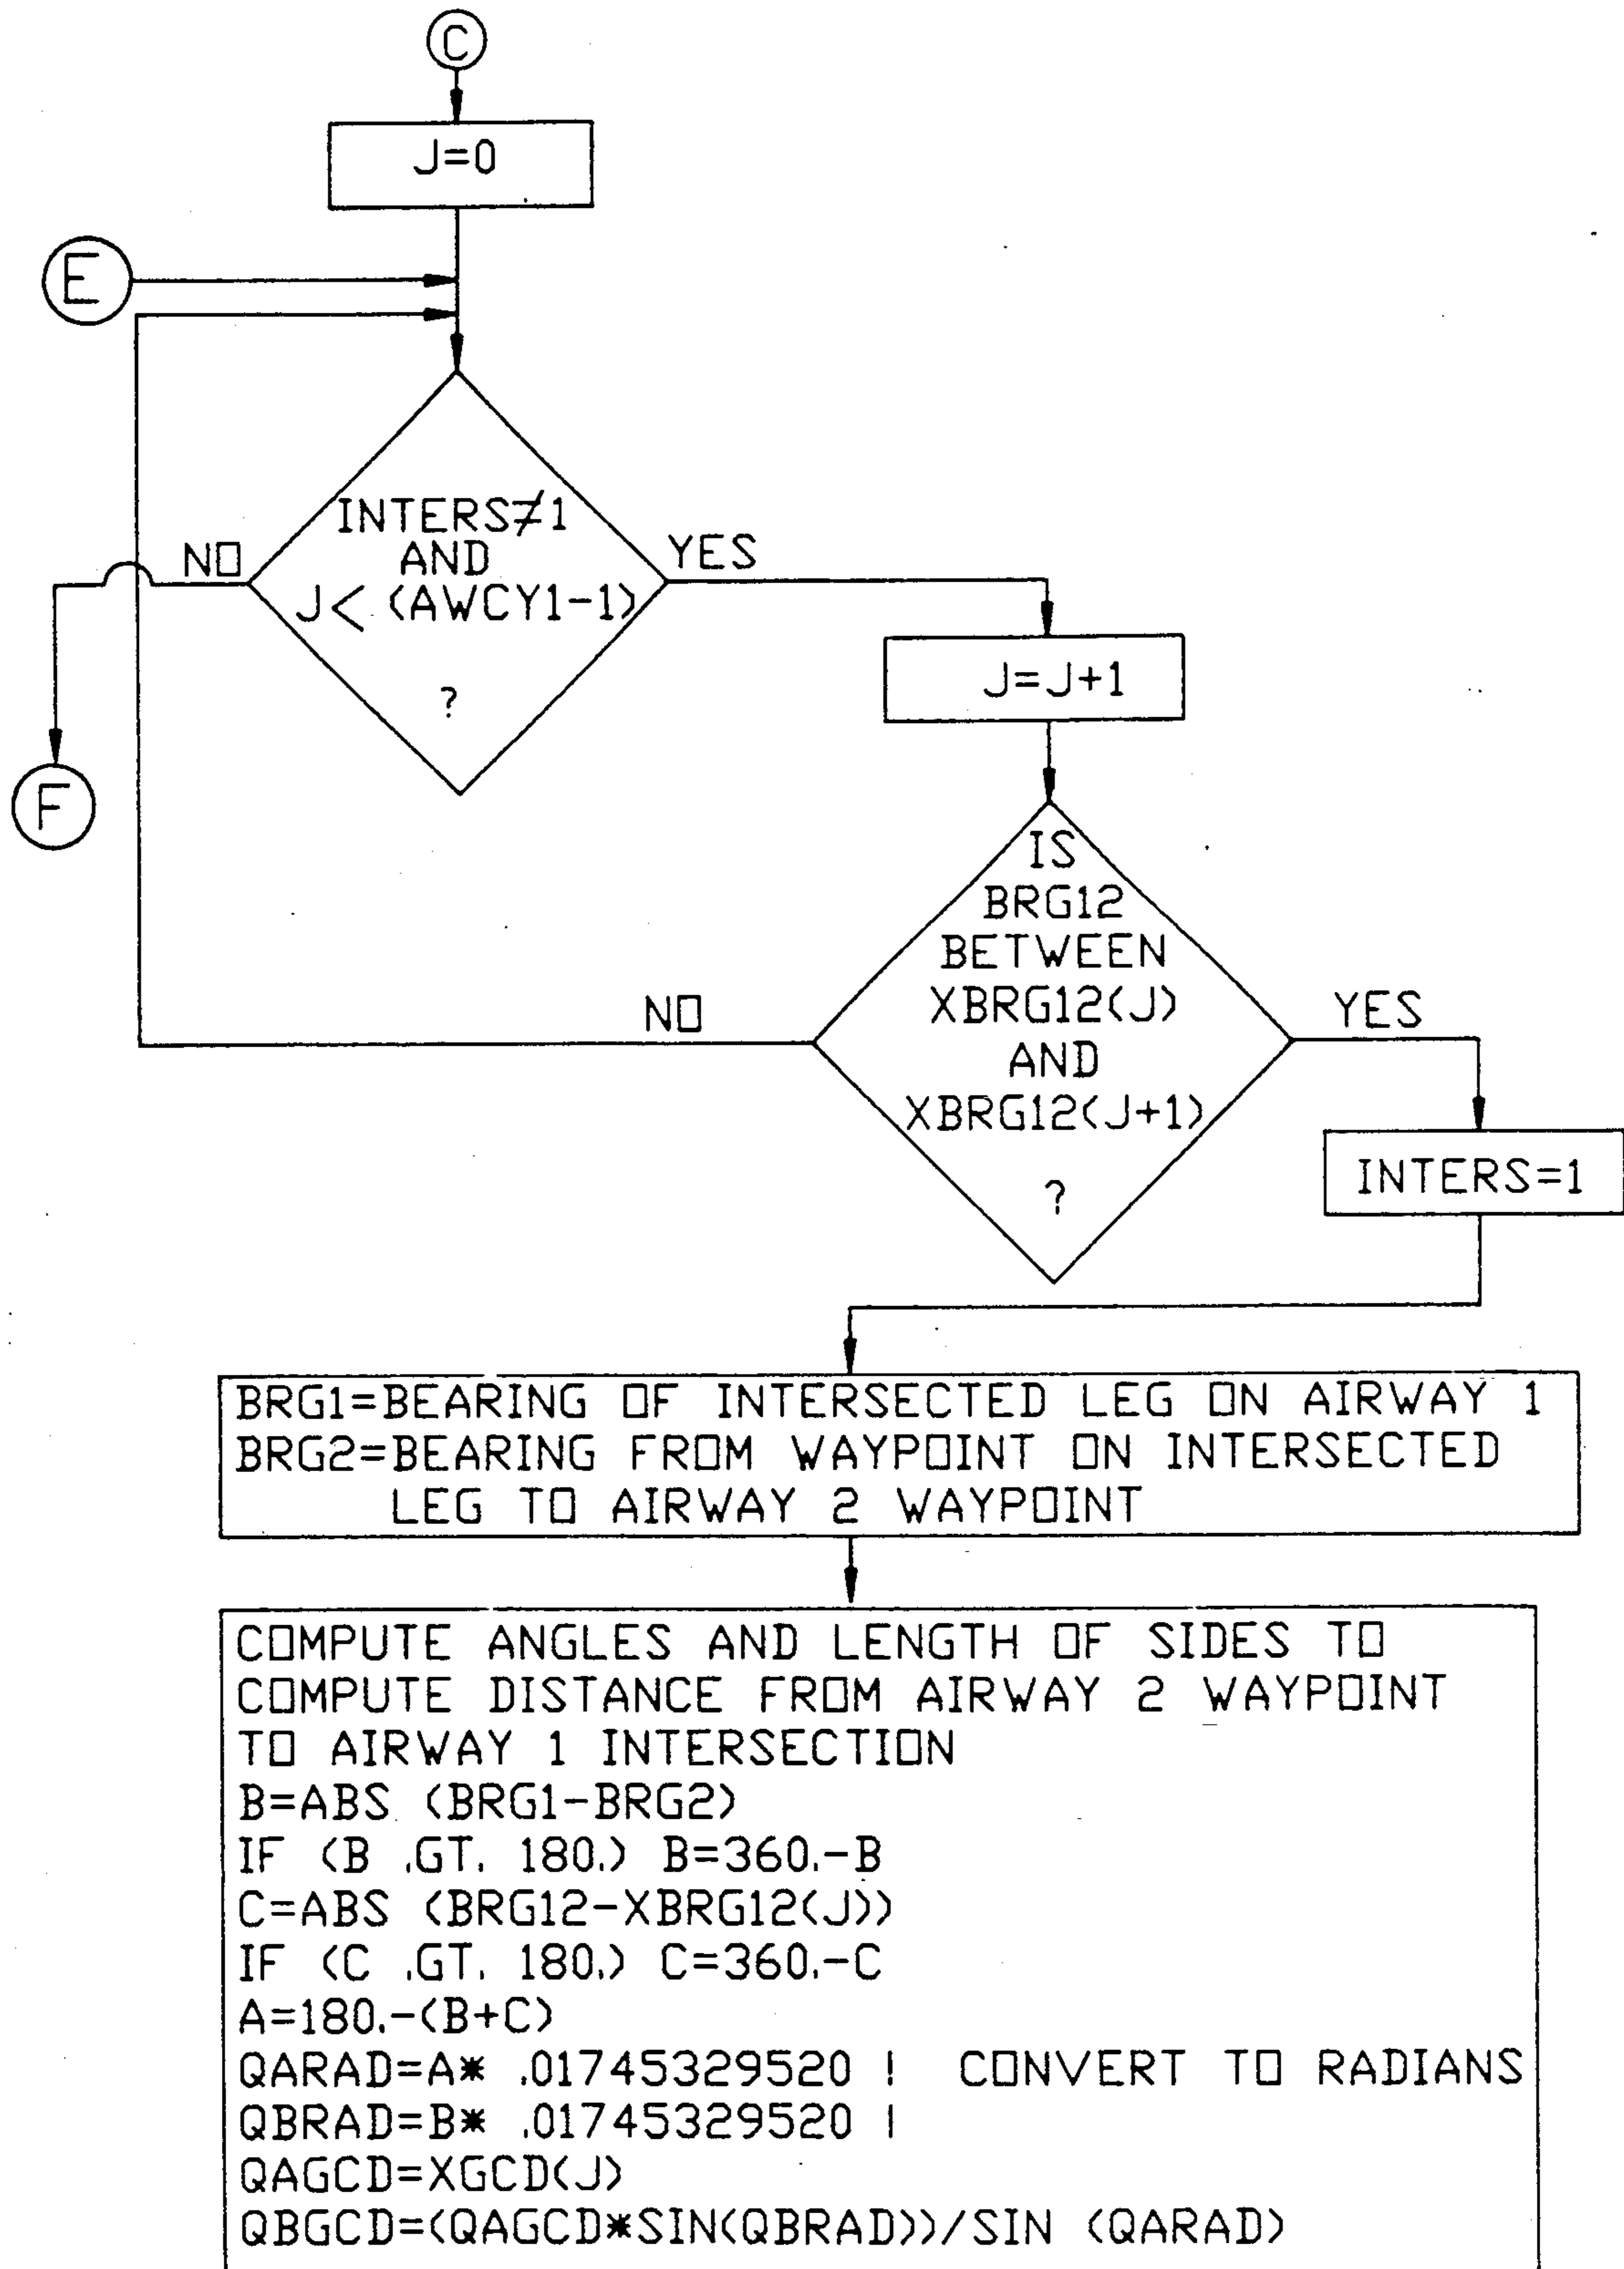 C
J=0
E
INTERS≠1
AND
J< (AWCY1-1)
?
NO
YES
F
J=J+1
IS
BRG12
BETWEEN
XBRG12(J)
AND
XBRG12(J+1)
?
NO
YES
INTERS=1
BRG1=BEARING OF INTERSECTED LEG ON AIRWAY 1
BRG2=BEARING FROM WAYPOINT ON INTERSECTED
LEG TO AIRWAY 2 WAYPOINT
COMPUTE ANGLES AND LENGTH OF SIDES TO
COMPUTE DISTANCE FROM AIRWAY 2 WAYPOINT
TO AIRWAY 1 INTERSECTION
B=ABS (BRG1-BRG2)
IF (B .GT. 180.) B=360.-B
C=ABS (BRG12-XBRG12(J))
IF (C .GT. 180.) C=360.-C
A=180.-(B+C)
QARAD=A* .01745329520 ! CONVERT TO RADIANS
QBRAD=B* .01745329520 !
QAGCD=XGCD(J)
QBGCD=(QAGCD*SIN(QBRAD))/SIN (QARAD)